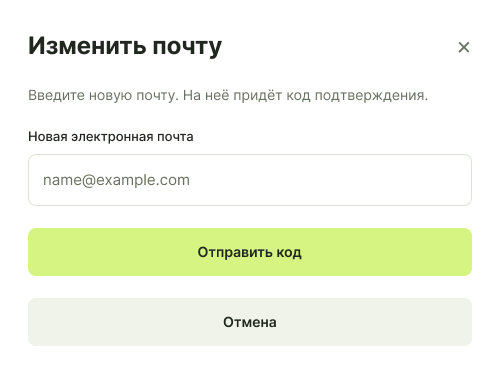 Изменить почту
Введите новую почту. На неё придёт код подтверждения.
Новая электронная почта
name@example.com
Отправить код
Отмена